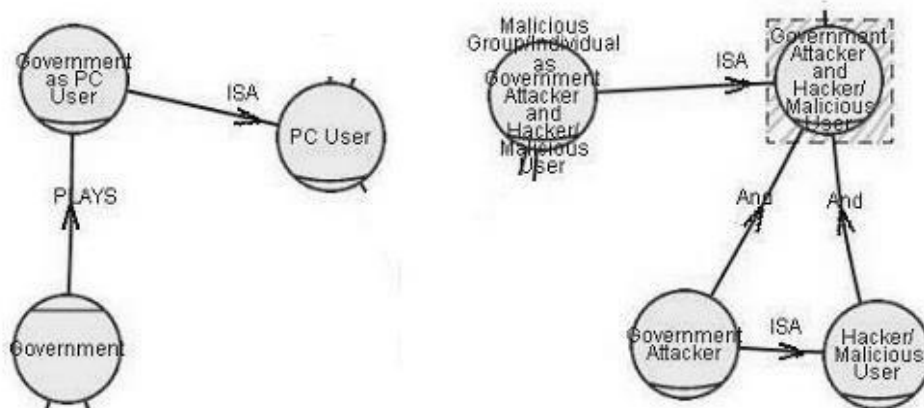 Government
as PC
User
ISA
PC User
PLAYS
Government
Malicious
Group/Individual
as
Government
Attacker
and
Hacker/
Malicious
User
ISA
Government
Attacker
and
Hacker/
Malicious
User
And
And
Government
Attacker
ISA
Hacker/
Malicious
User